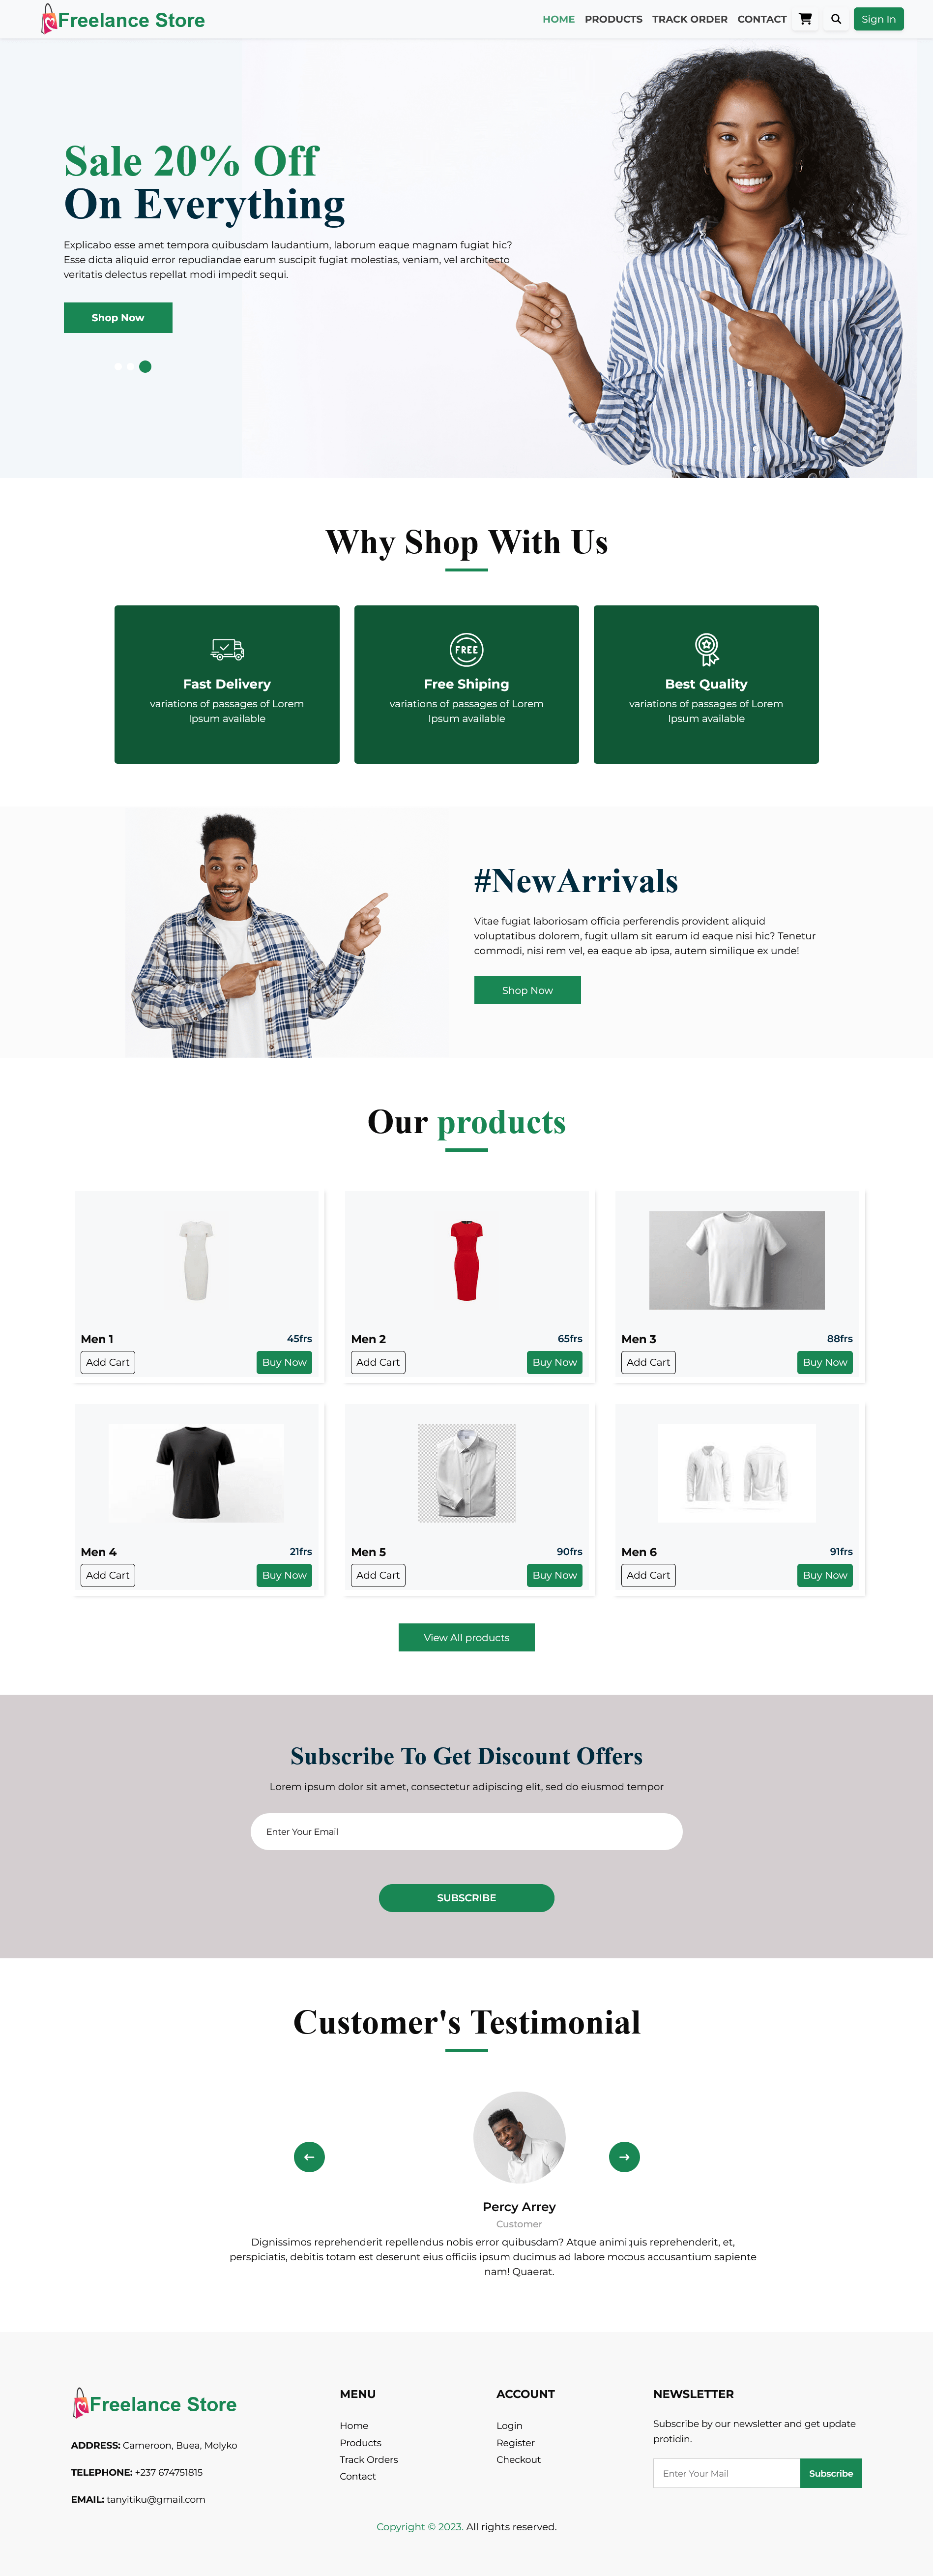 Freelance Store
HOME PRODUCTS TRACK ORDER CONTACT Sign In
Sale 20% Off
On Everything
Explicabo esse amet tempora quibusdam laudantium, laborum eaque magnam fugiat hic?
Esse dicta aliquid error repudiandae earum suscipit fugiat molestias, veniam, vel architecto
veritatis delectus repellat modi impedit sequi.
Shop Now
Why Shop With Us
FREE
Fast Delivery
variations of passages of Lorem
Ipsum available
Free Shiping
variations of passages of Lorem
Ipsum available
Best Quality
variations of passages of Lorem
Ipsum available
#NewArrivals
Vitae fugiat laboriosam officia perferendis provident aliquid
voluptatibus dolorem, fugit ullam sit earum id eaque nisi hic? Tenetur
commodi, nisi rem vel, ea eaque ab ipsa, autem similique ex unde!
Shop Now
Our products
Men 1 45frs
Add Cart Buy Now
Men 2 65frs
Add Cart Buy Now
Men 3 88frs
Add Cart Buy Now
Men 4 21frs
Add Cart Buy Now
Men 5 90frs
Add Cart Buy Now
Men 6 91frs
Add Cart Buy Now
View All products
Subscribe To Get Discount Offers
Lorem ipsum dolor sit amet, consectetur adipiscing elit, sed do eiusmod tempor
Enter Your Email
SUBSCRIBE
Customer's Testimonial
Percy Arrey
Customer
Dignissimos reprehenderit repellendus nobis error quibusdam? Atque animi quis reprehenderit, et,
perspiciatis, debitis totam est deserunt eius officiis ipsum ducimus ad labore mocbus accusantium sapiente
nam! Quaerat.
Freelance Store
ADDRESS: Cameroon, Buea, Molyko
TELEPHONE: +237 674751815
EMAIL: tanyitiku@gmail.com
MENU
Home
Products
Track Orders
Contact
ACCOUNT
Login
Register
Checkout
NEWSLETTER
Subscribe by our newsletter and get update
protidin.
Enter Your Mail Subscribe
Copyright © 2023. All rights reserved.